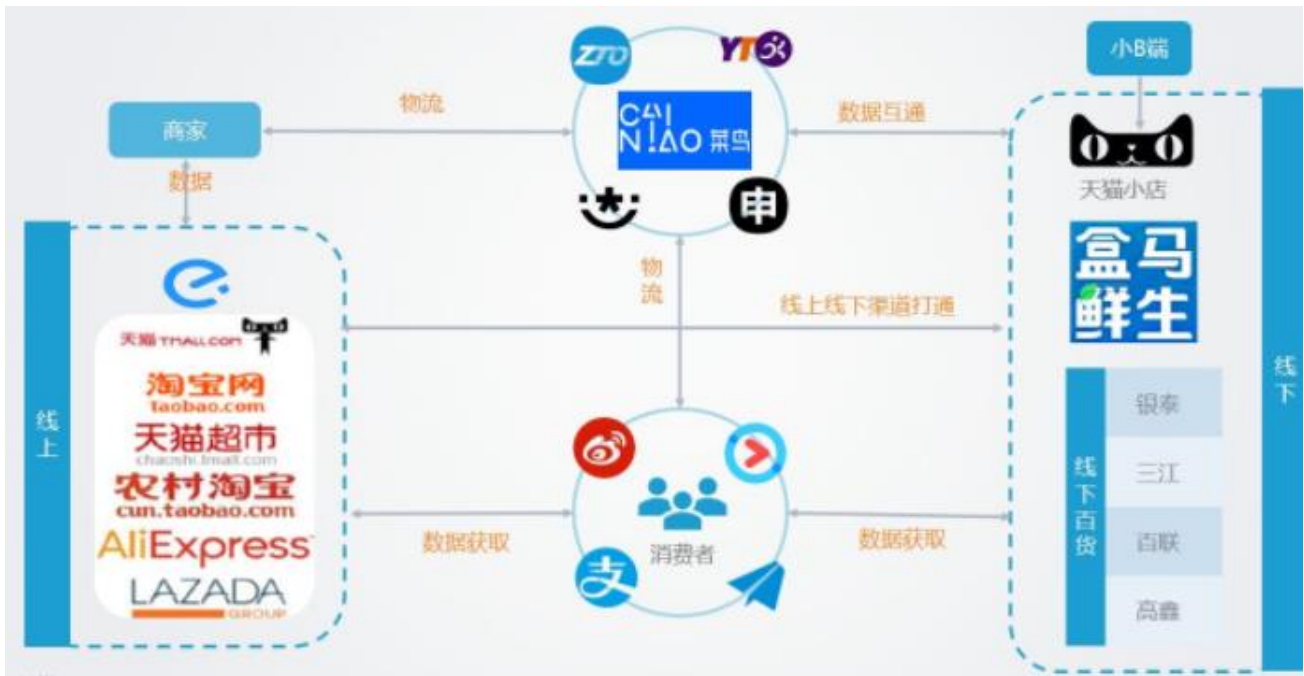 ZTO
YTO
小B端
CAI
NIAO 菜鸟
物流
数据互通
商家
申
天猫小店
数据
盒马
鲜生
物
流
线上线下渠道打通
天猫 TMALL.COM
淘宝网
taobao.com
天猫超市
chaoshi.tmall.com
农村淘宝
cun.taobao.com
AliExpress
LAZADA
GROUP
线
上
数据获取
消费者
支
数据获取
线
下
百
货
银泰
三江
百联
高鑫
线
下